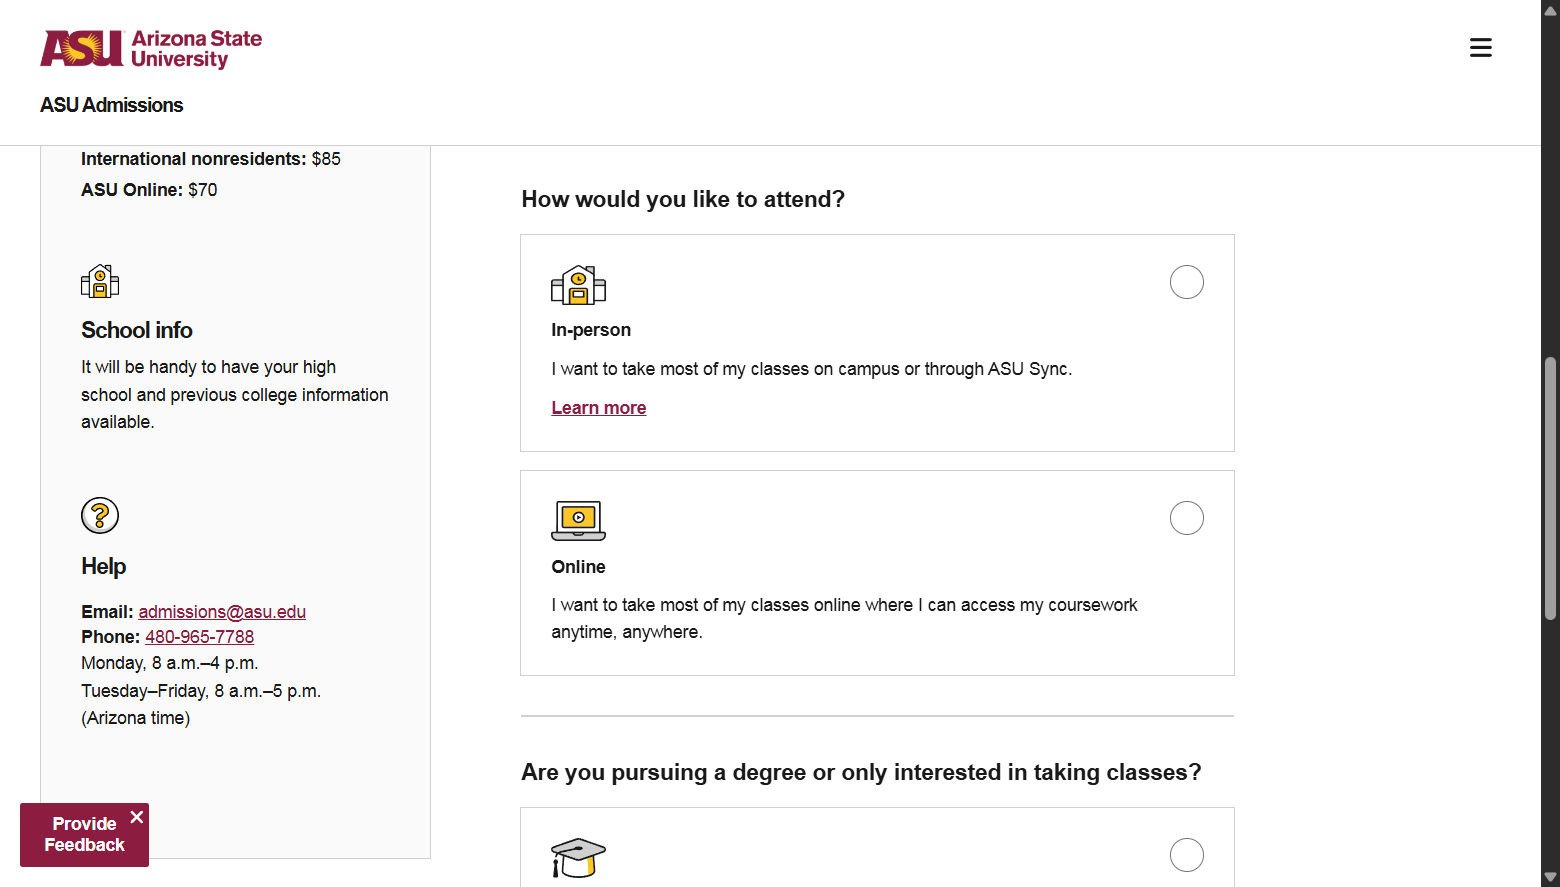 ASU Arizona State
University
ASU Admissions
International nonresidents: $85
ASU Online: $70
School info
It will be handy to have your high
school and previous college information
available.
?
Help
Email: admissions@asu.edu
Phone: 480-965-7788
Monday, 8 a.m.–4 p.m.
Tuesday–Friday, 8 a.m.–5 p.m.
(Arizona time)
Provide
Feedback
How would you like to attend?
In-person
I want to take most of my classes on campus or through ASU Sync.
Learn more
Online
I want to take most of my classes online where I can access my coursework
anytime, anywhere.
Are you pursuing a degree or only interested in taking classes?